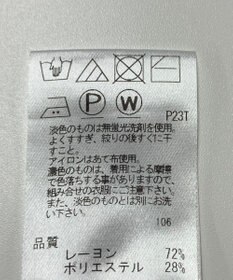 P W
P23T
淡色のものは無蛍光洗剤を使用。
よくすすぎ、絞りの後すぐに干
すこと。
アイロンはあて布使用。
濃色のものは、着用による摩擦
で色落ちする事がありますので、
組み合せの衣服にご注意下さ
い。また、淡色のものとは別にお洗
い下さい。
106
品質
レーヨン 72%
ポリエステル 28%